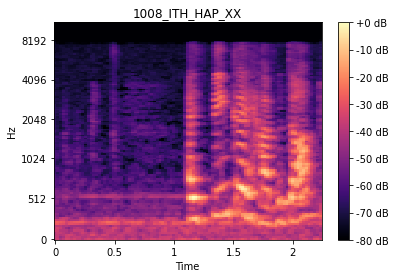 1008_ITH_HAP_XX
8192
4096
2048
1024
512
0
Hz
0
0.5
1
1.5
2
Time
+0 dB
-10 dB
-20 dB
-30 dB
-40 dB
-50 dB
-60 dB
-70 dB
-80 dB